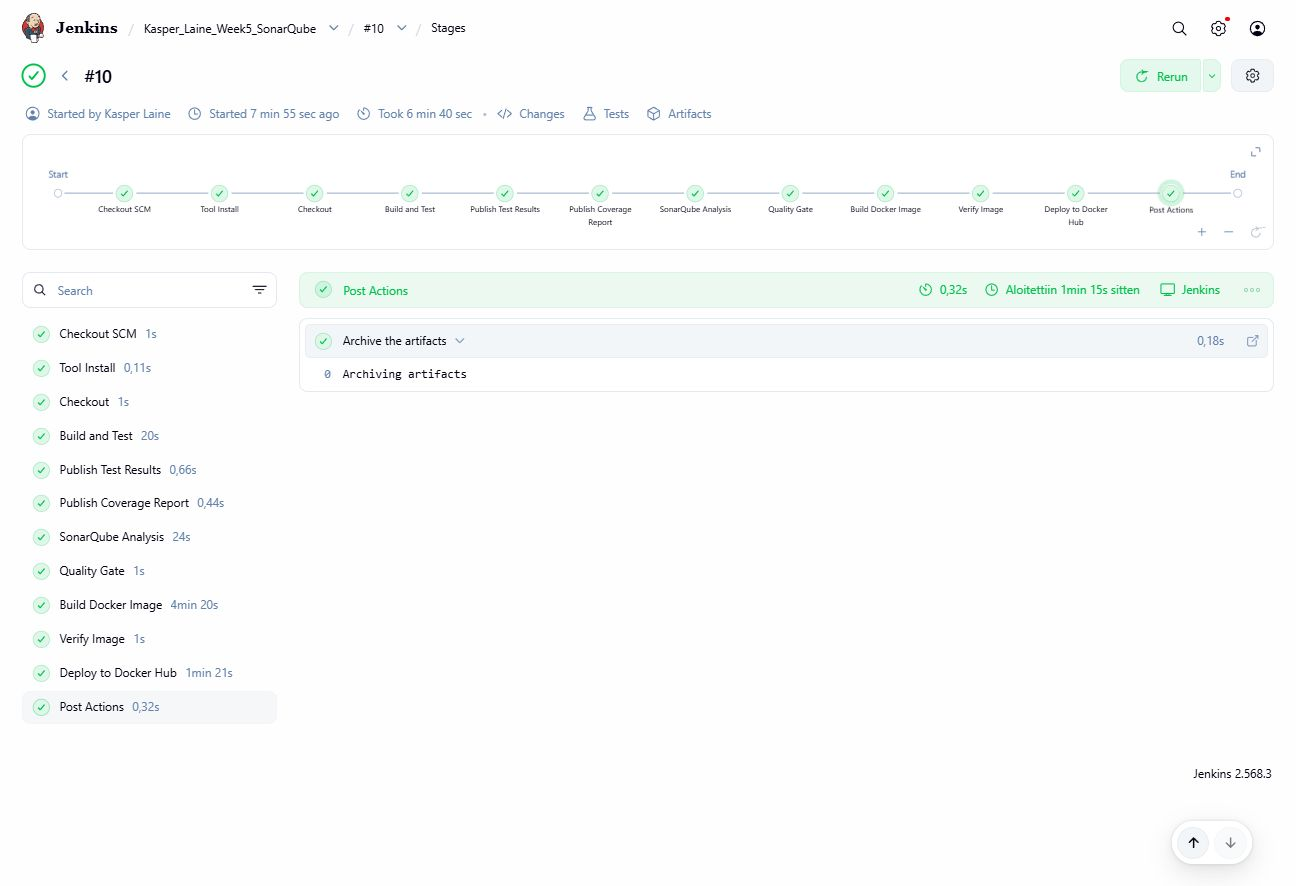 Jenkins / Kasper_Laine_Week5_SonarQube / #10 / Stages
#10
Rerun
Started by Kasper Laine Started 7 min 55 sec ago Took 6 min 40 sec • Changes Tests Artifacts
Start End
Checkout SCM Tool Install Checkout Build and Test Publish Test Results Publish Coverage Report SonarQube Analysis Quality Gate Build Docker Image Verify Image Deploy to Docker Hub Post Actions
Search
Checkout SCM 1s
Tool Install 0,11s
Checkout 1s
Build and Test 20s
Publish Test Results 0,66s
Publish Coverage Report 0,44s
SonarQube Analysis 24s
Quality Gate 1s
Build Docker Image 4min 20s
Verify Image 1s
Deploy to Docker Hub 1min 21s
Post Actions 0,32s
Post Actions 0,32s Aloitettiin 1min 15s sitten Jenkins
Archive the artifacts 0,18s
0 Archiving artifacts
Jenkins 2.568.3